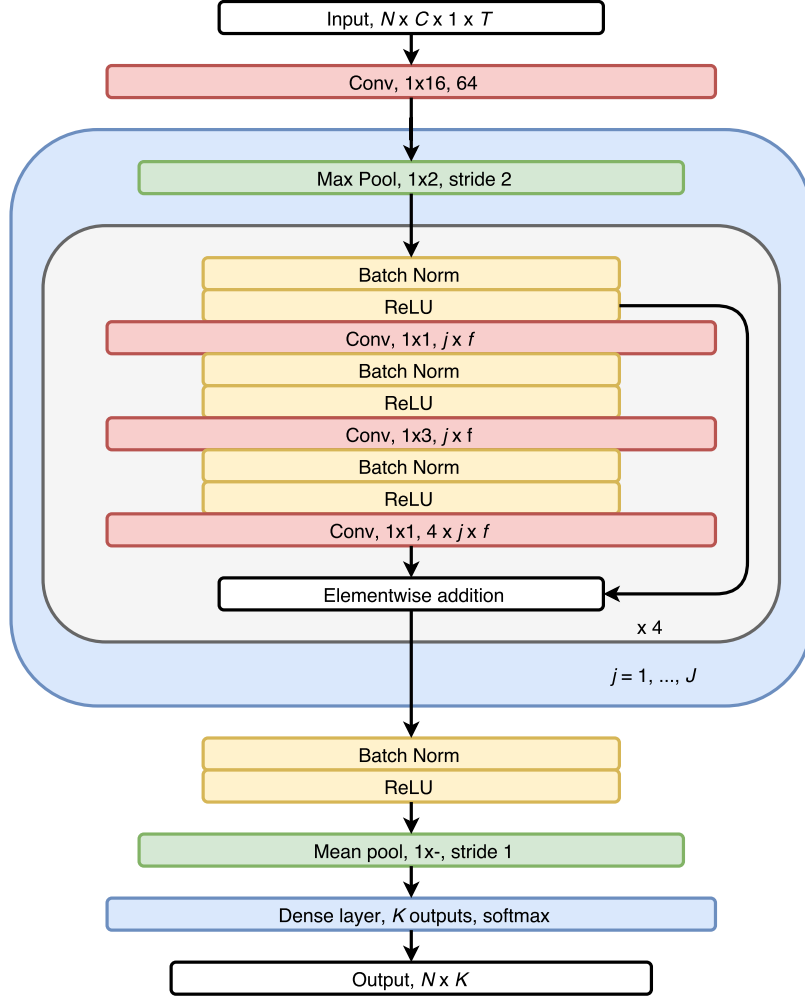 Input, N x C x 1 x T
Conv, 1x16, 64
Max Pool, 1x2, stride 2
Batch Norm
ReLU
Conv, 1x1, j x f
Batch Norm
ReLU
Conv, 1x3, j x f
Batch Norm
ReLU
Conv, 1x1, 4 x j x f
Elementwise addition
x 4
j = 1, ..., J
Batch Norm
ReLU
Mean pool, 1x-, stride 1
Dense layer, K outputs, softmax
Output, N x K